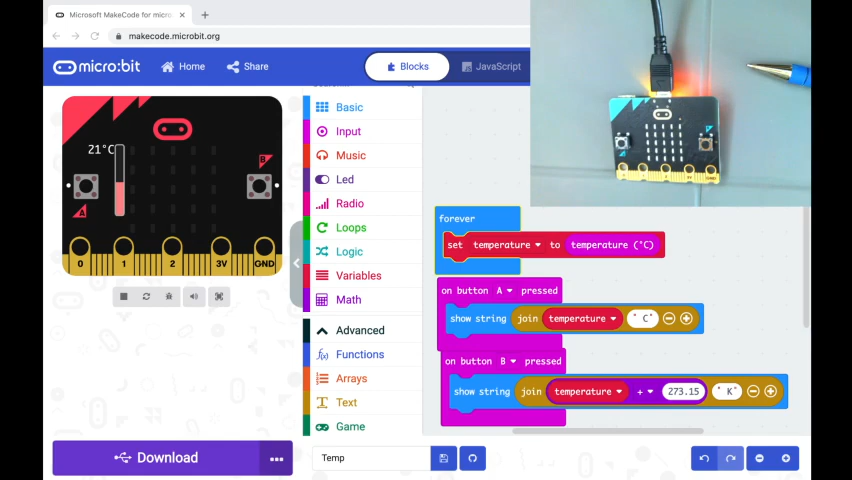 Microsoft MakeCode for micro
makecode.microbit.org
micro:bit
Home
Share
Blocks
JavaScript
21°C
A
B
0
1
2
3V
GND
Basic
Input
Music
Led
Radio
Loops
Logic
Variables
Math
Advanced
Functions
Arrays
Text
Game
forever
set temperature to temperature (°C)
on button A pressed
show string join temperature "° C"
on button B pressed
show string join temperature + 273.15 "° K"
Download
Temp